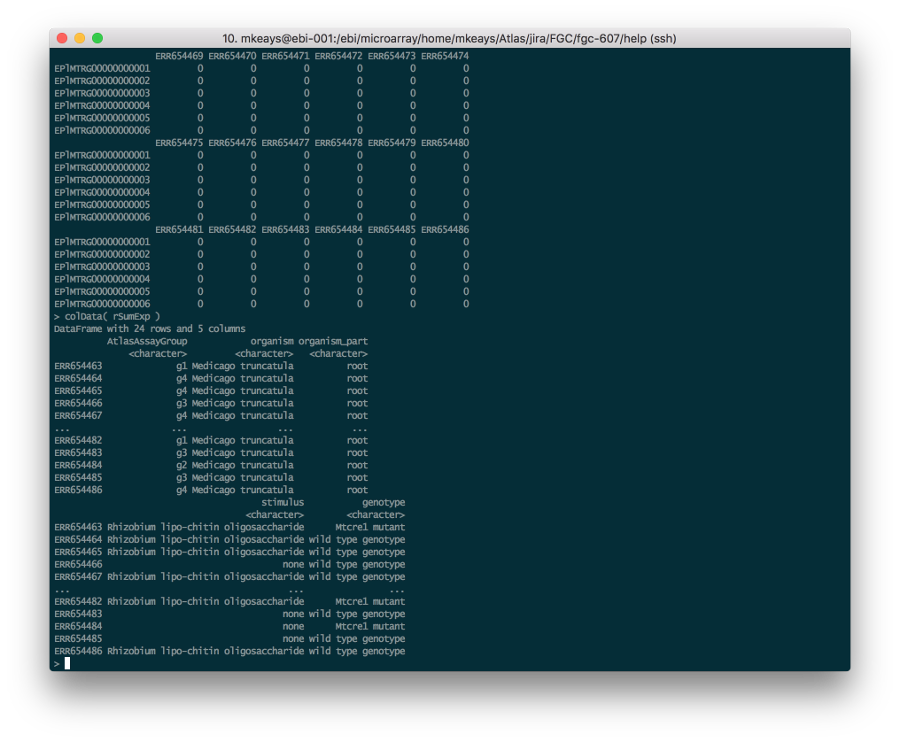 10. mkeays@ebi-001:/ebi/microarray/home/mkeays/Atlas/jira/FGC/fgc-607/help (ssh)
ERR654469 ERR654470 ERR654471 ERR654472 ERR654473 ERR654474
EPlMTRG00000000001 0 0 0 0 0 0
EPlMTRG00000000002 0 0 0 0 0 0
EPlMTRG00000000003 0 0 0 0 0 0
EPlMTRG00000000004 0 0 0 0 0 0
EPlMTRG00000000005 0 0 0 0 0 0
EPlMTRG00000000006 0 0 0 0 0 0
ERR654475 ERR654476 ERR654477 ERR654478 ERR654479 ERR654480
EPlMTRG00000000001 0 0 0 0 0 0
EPlMTRG00000000002 0 0 0 0 0 0
EPlMTRG00000000003 0 0 0 0 0 0
EPlMTRG00000000004 0 0 0 0 0 0
EPlMTRG00000000005 0 0 0 0 0 0
EPlMTRG00000000006 0 0 0 0 0 0
ERR654481 ERR654482 ERR654483 ERR654484 ERR654485 ERR654486
EPlMTRG00000000001 0 0 0 0 0 0
EPlMTRG00000000002 0 0 0 0 0 0
EPlMTRG00000000003 0 0 0 0 0 0
EPlMTRG00000000004 0 0 0 0 0 0
EPlMTRG00000000005 0 0 0 0 0 0
EPlMTRG00000000006 0 0 0 0 0 0
> colData( rSumExp )
DataFrame with 24 rows and 5 columns
AtlasAssayGroup organism organism_part
<character> <character> <character>
ERR654463 g1 Medicago truncatula root
ERR654464 g4 Medicago truncatula root
ERR654465 g4 Medicago truncatula root
ERR654466 g3 Medicago truncatula root
ERR654467 g4 Medicago truncatula root
... ... ... ...
ERR654482 g1 Medicago truncatula root
ERR654483 g3 Medicago truncatula root
ERR654484 g2 Medicago truncatula root
ERR654485 g3 Medicago truncatula root
ERR654486 g4 Medicago truncatula root
stimulus genotype
<character> <character>
ERR654463 Rhizobium lipo-chitin oligosaccharide Mtcre1 mutant
ERR654464 Rhizobium lipo-chitin oligosaccharide wild type genotype
ERR654465 Rhizobium lipo-chitin oligosaccharide wild type genotype
ERR654466 none wild type genotype
ERR654467 Rhizobium lipo-chitin oligosaccharide wild type genotype
... ... ...
ERR654482 Rhizobium lipo-chitin oligosaccharide Mtcre1 mutant
ERR654483 none wild type genotype
ERR654484 none Mtcre1 mutant
ERR654485 none wild type genotype
ERR654486 Rhizobium lipo-chitin oligosaccharide wild type genotype
>